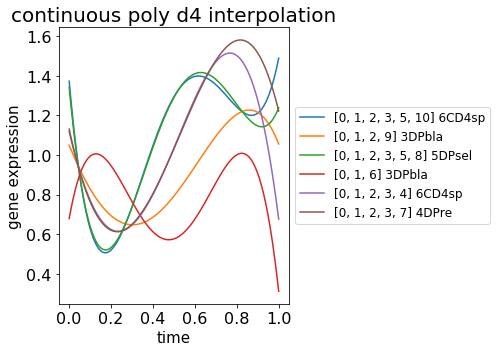 continuous poly d4 interpolation
gene expression
1.6
1.4
1.2
1.0
0.8
0.6
0.4
0.0 0.2 0.4 0.6 0.8 1.0
time
[0, 1, 2, 3, 5, 10] 6CD4sp
[0, 1, 2, 9] 3DPbla
[0, 1, 2, 3, 5, 8] 5DPsel
[0, 1, 6] 3DPbla
[0, 1, 2, 3, 4] 6CD4sp
[0, 1, 2, 3, 7] 4DPre